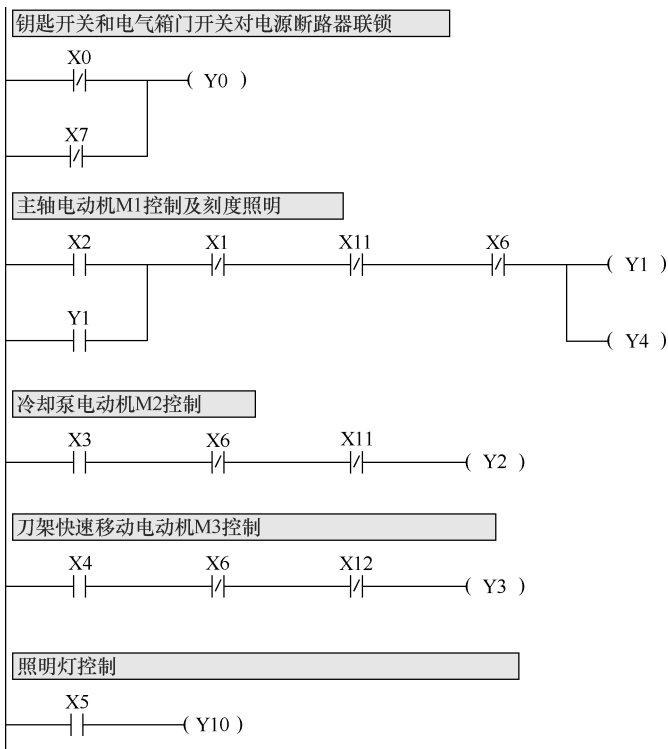 钥匙开关和电气箱门开关对电源断路器联锁
X0
( Y0 )
X7
主轴电动机M1控制及刻度照明
X2 X1 X11 X6
( Y1 )
Y1
( Y4 )
冷却泵电动机M2控制
X3 X6 X11
( Y2 )
刀架快速移动电动机M3控制
X4 X6 X12
( Y3 )
照明灯控制
X5
( Y10 )